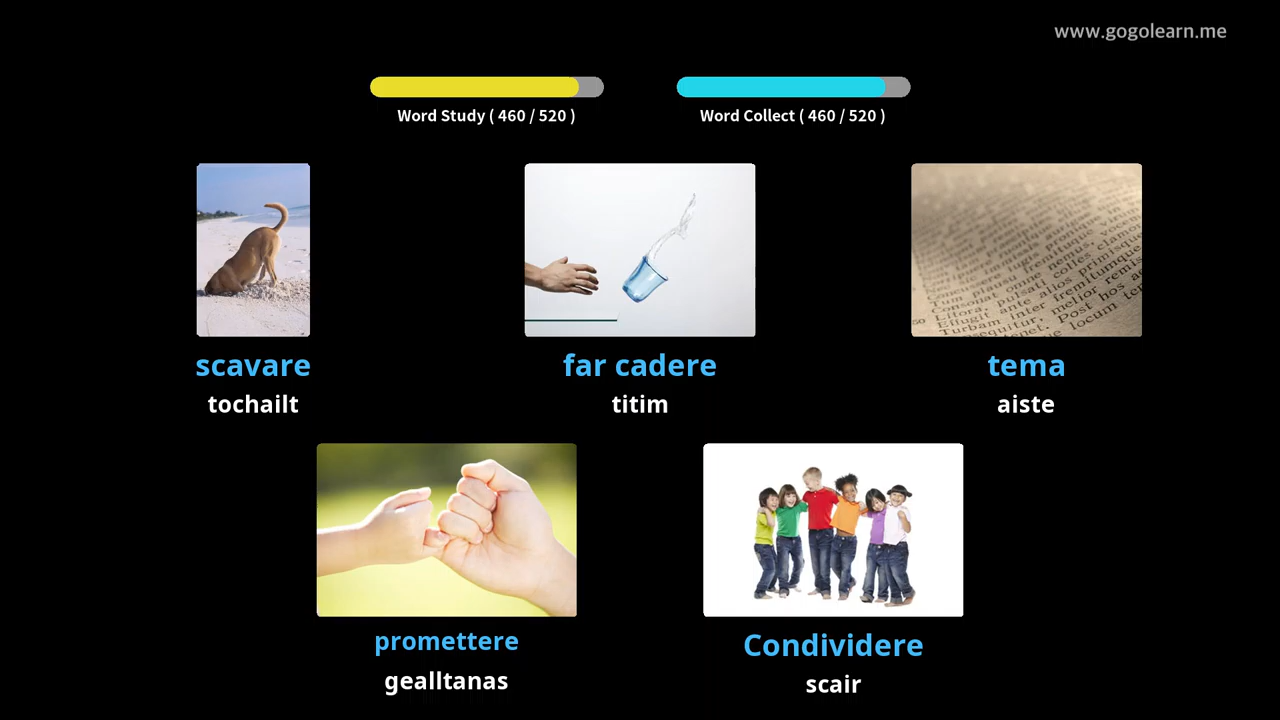 www.gogolearn.me
Word Study ( 460 / 520 )
Word Collect ( 460 / 520 )
scavare
tochailt
far cadere
titim
tema
aiste
promettere
gealltanas
Condividere
scair